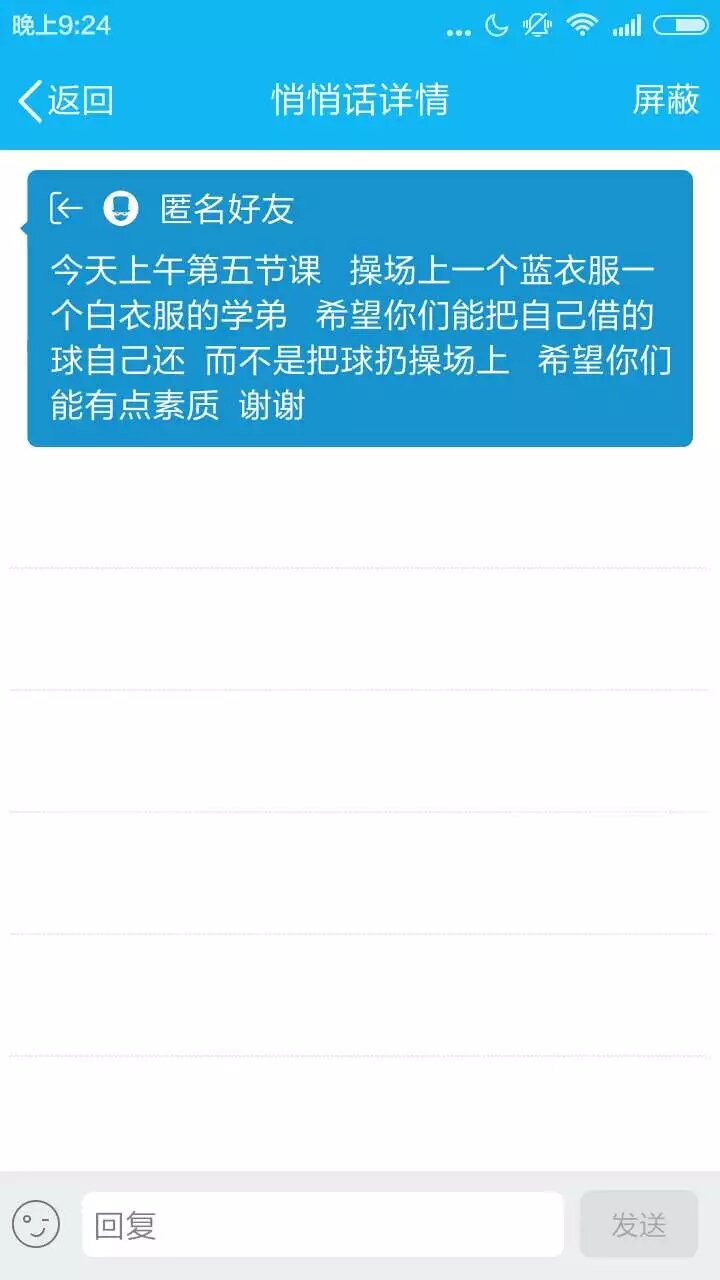 晚上9:24
返回 悄悄话详情 屏蔽
匿名好友
今天上午第五节课 操场上一个蓝衣服一
个白衣服的学弟 希望你们能把自己借的
球自己还 而不是把球扔操场上 希望你们
能有点素质 谢谢
回复 发送